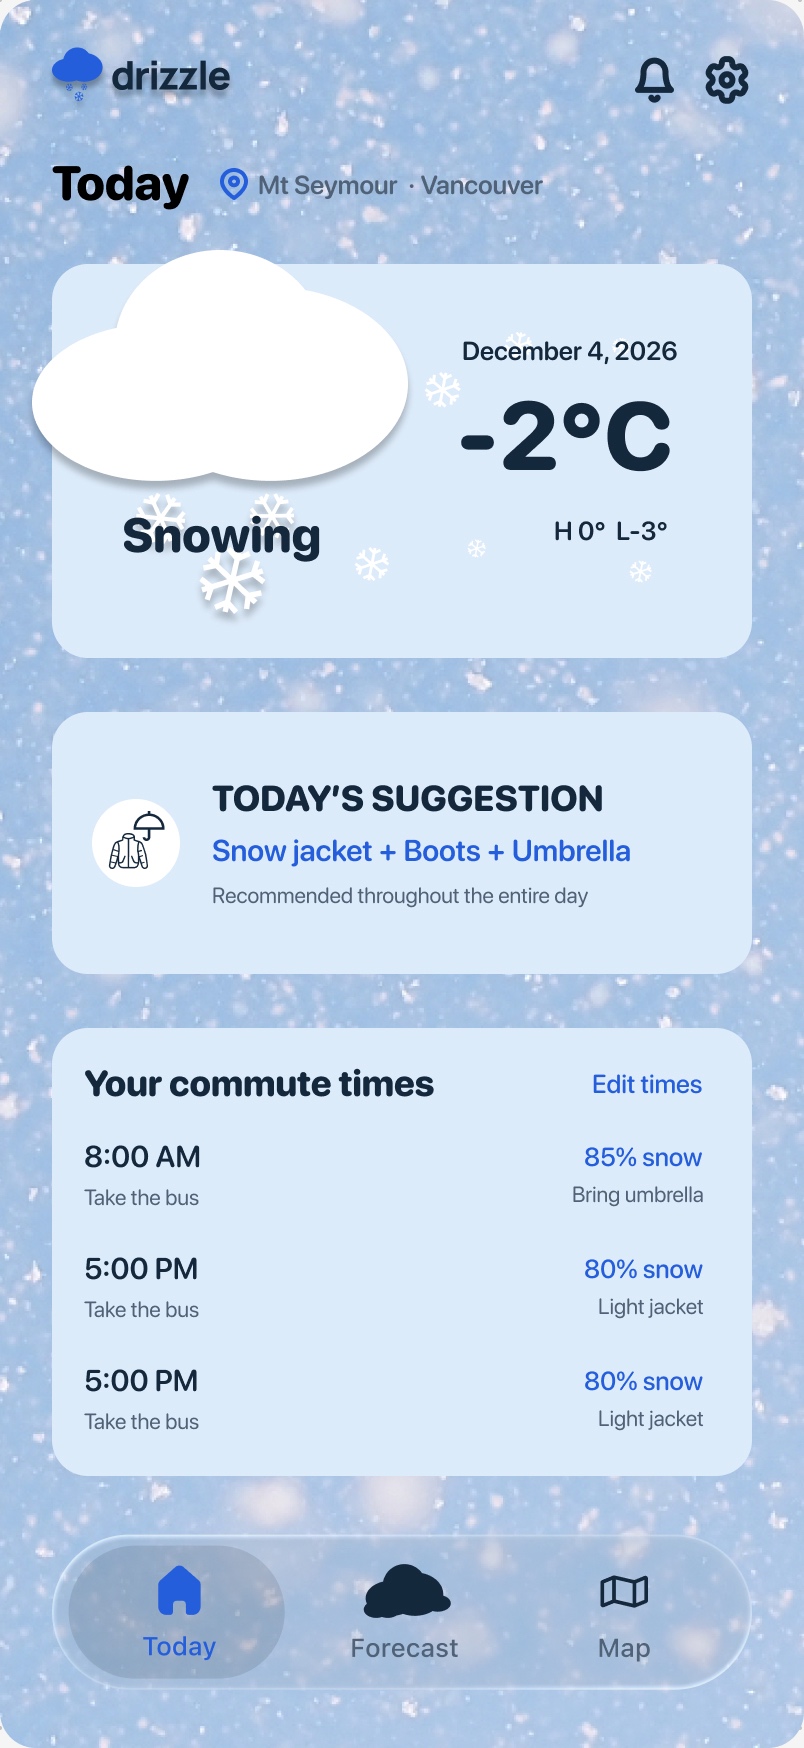 drizzle
Today
Mt Seymour · Vancouver
December 4, 2026
-2°C
Snowing
H 0° L-3°
TODAY'S SUGGESTION
Snow jacket + Boots + Umbrella
Recommended throughout the entire day
Your commute times
Edit times
8:00 AM
85% snow
Take the bus
Bring umbrella
5:00 PM
80% snow
Take the bus
Light jacket
5:00 PM
80% snow
Take the bus
Light jacket
Today
Forecast
Map